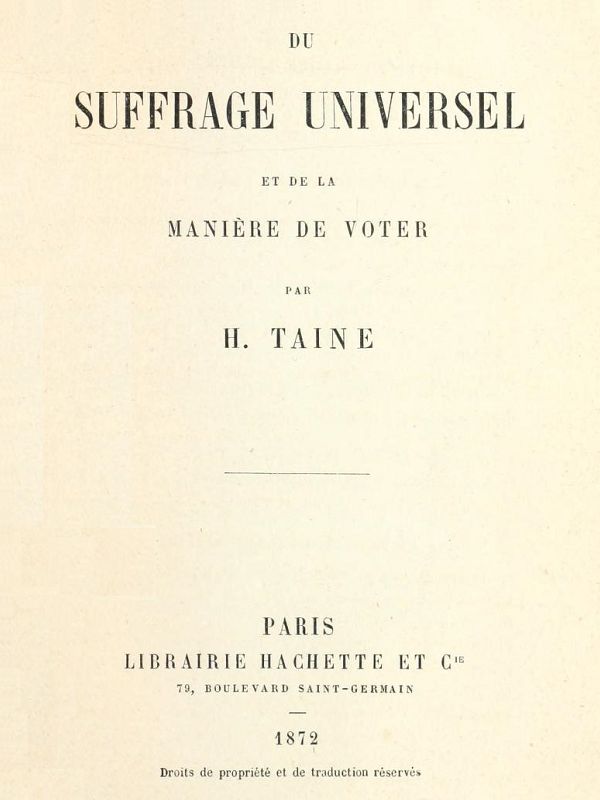 DU
SUFFRAGE UNIVERSEL
ET DE LA
MANIÈRE DE VOTER
PAR
H. TAINE
PARIS
LIBRAIRIE HACHETTE ET Cᴵᴱ
79, BOULEVARD SAINT-GERMAIN
1872
Droits de propriété et de traduction réservés